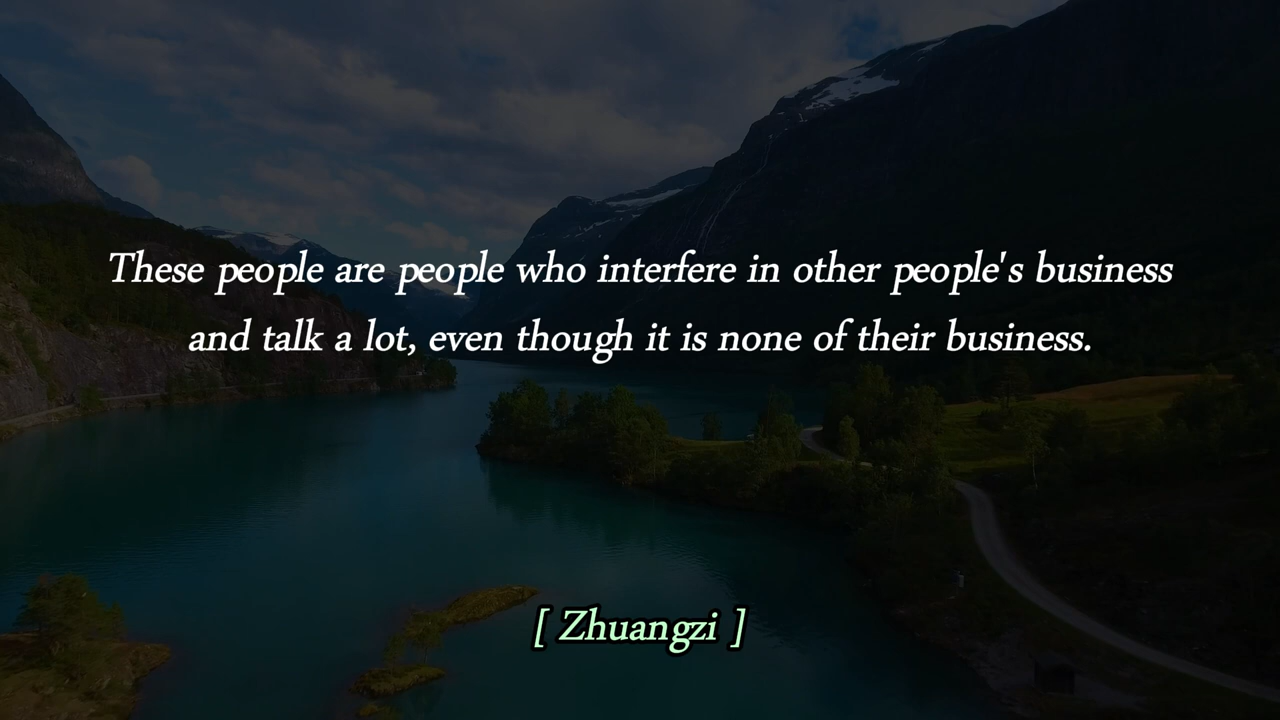 These people are people who interfere in other people's business
and talk a lot, even though it is none of their business.
[ Zhuangzi ]